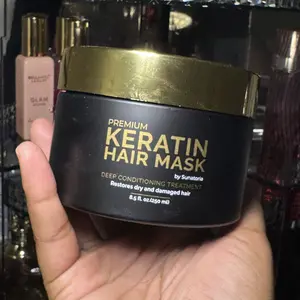 GLAM
PREMIUM
KERATIN
HAIR MASK
by Sunatoria
DEEP CONDITIONING TREATMENT
Restores dry and damaged hair
8.5 fl. oz (250 ml)